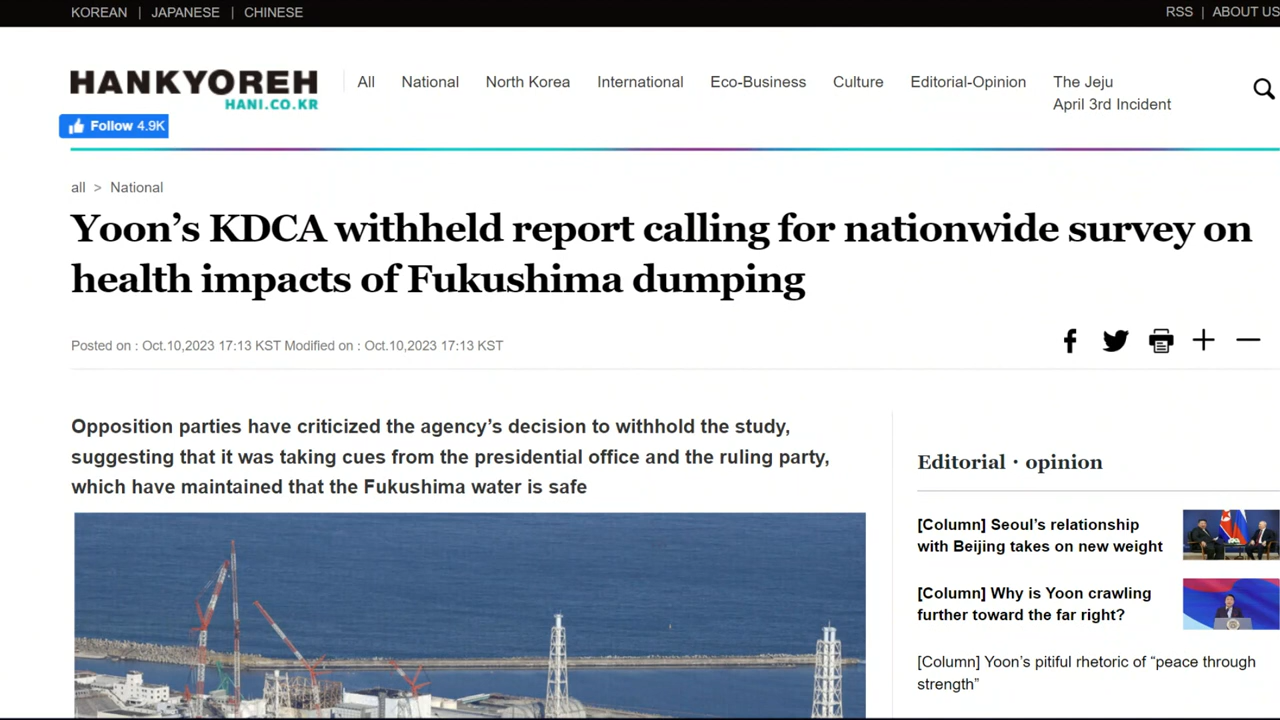 KOREAN | JAPANESE | CHINESE
RSS | ABOUT US
HANKYOREH
HANI.CO.KR
Follow 4.9K
All National North Korea International Eco-Business Culture Editorial-Opinion The Jeju
April 3rd Incident
all > National
Yoon’s KDCA withheld report calling for nationwide survey on
health impacts of Fukushima dumping
Posted on : Oct.10,2023 17:13 KST Modified on : Oct.10,2023 17:13 KST
Opposition parties have criticized the agency’s decision to withhold the study,
suggesting that it was taking cues from the presidential office and the ruling party,
which have maintained that the Fukushima water is safe
Editorial · opinion
[Column] Seoul’s relationship
with Beijing takes on new weight
[Column] Why is Yoon crawling
further toward the far right?
[Column] Yoon’s pitiful rhetoric of “peace through
strength”